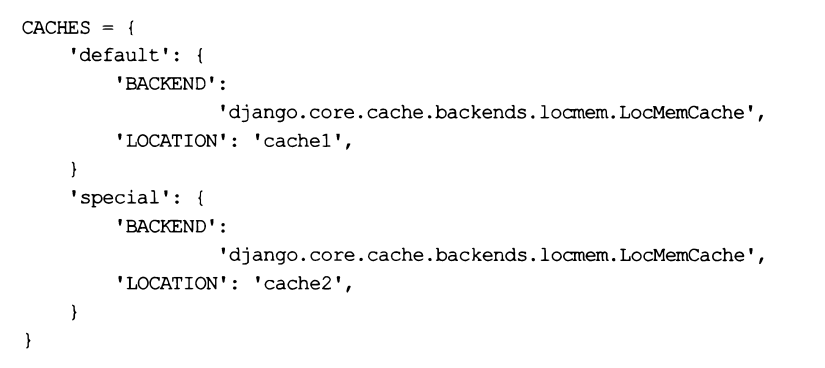 CACHES = {
    'default': {
        'BACKEND':
                'django.core.cache.backends.locmem.LocMemCache',
        'LOCATION': 'cache1',
    }
    'special': {
        'BACKEND':
                'django.core.cache.backends.locmem.LocMemCache',
        'LOCATION': 'cache2',
    }
}